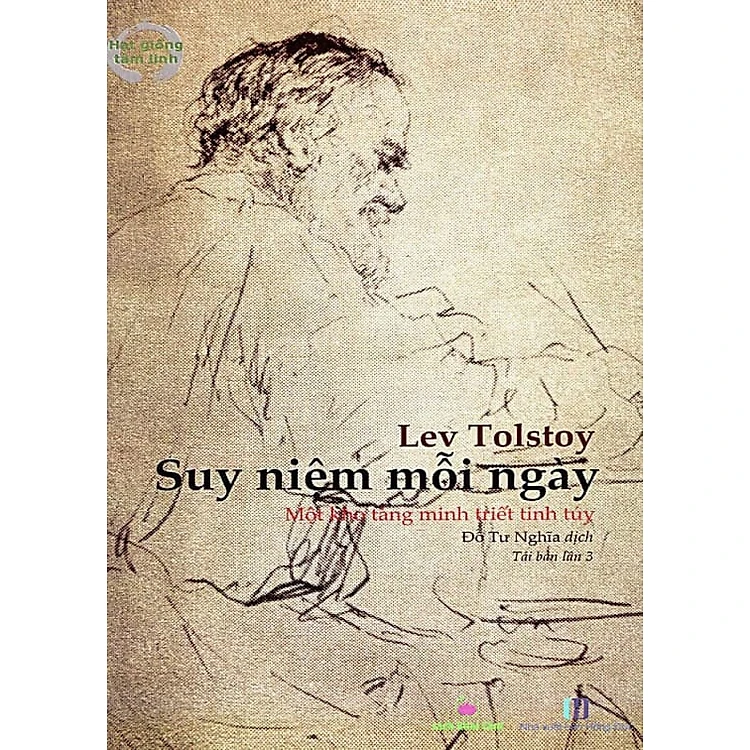 Hạt giống
tâm linh
Lev Tolstoy
Suy niệm mỗi ngày
Một kho tàng minh triết tinh túy
Đỗ Tư Nghĩa dịch
Tái bản lần 3